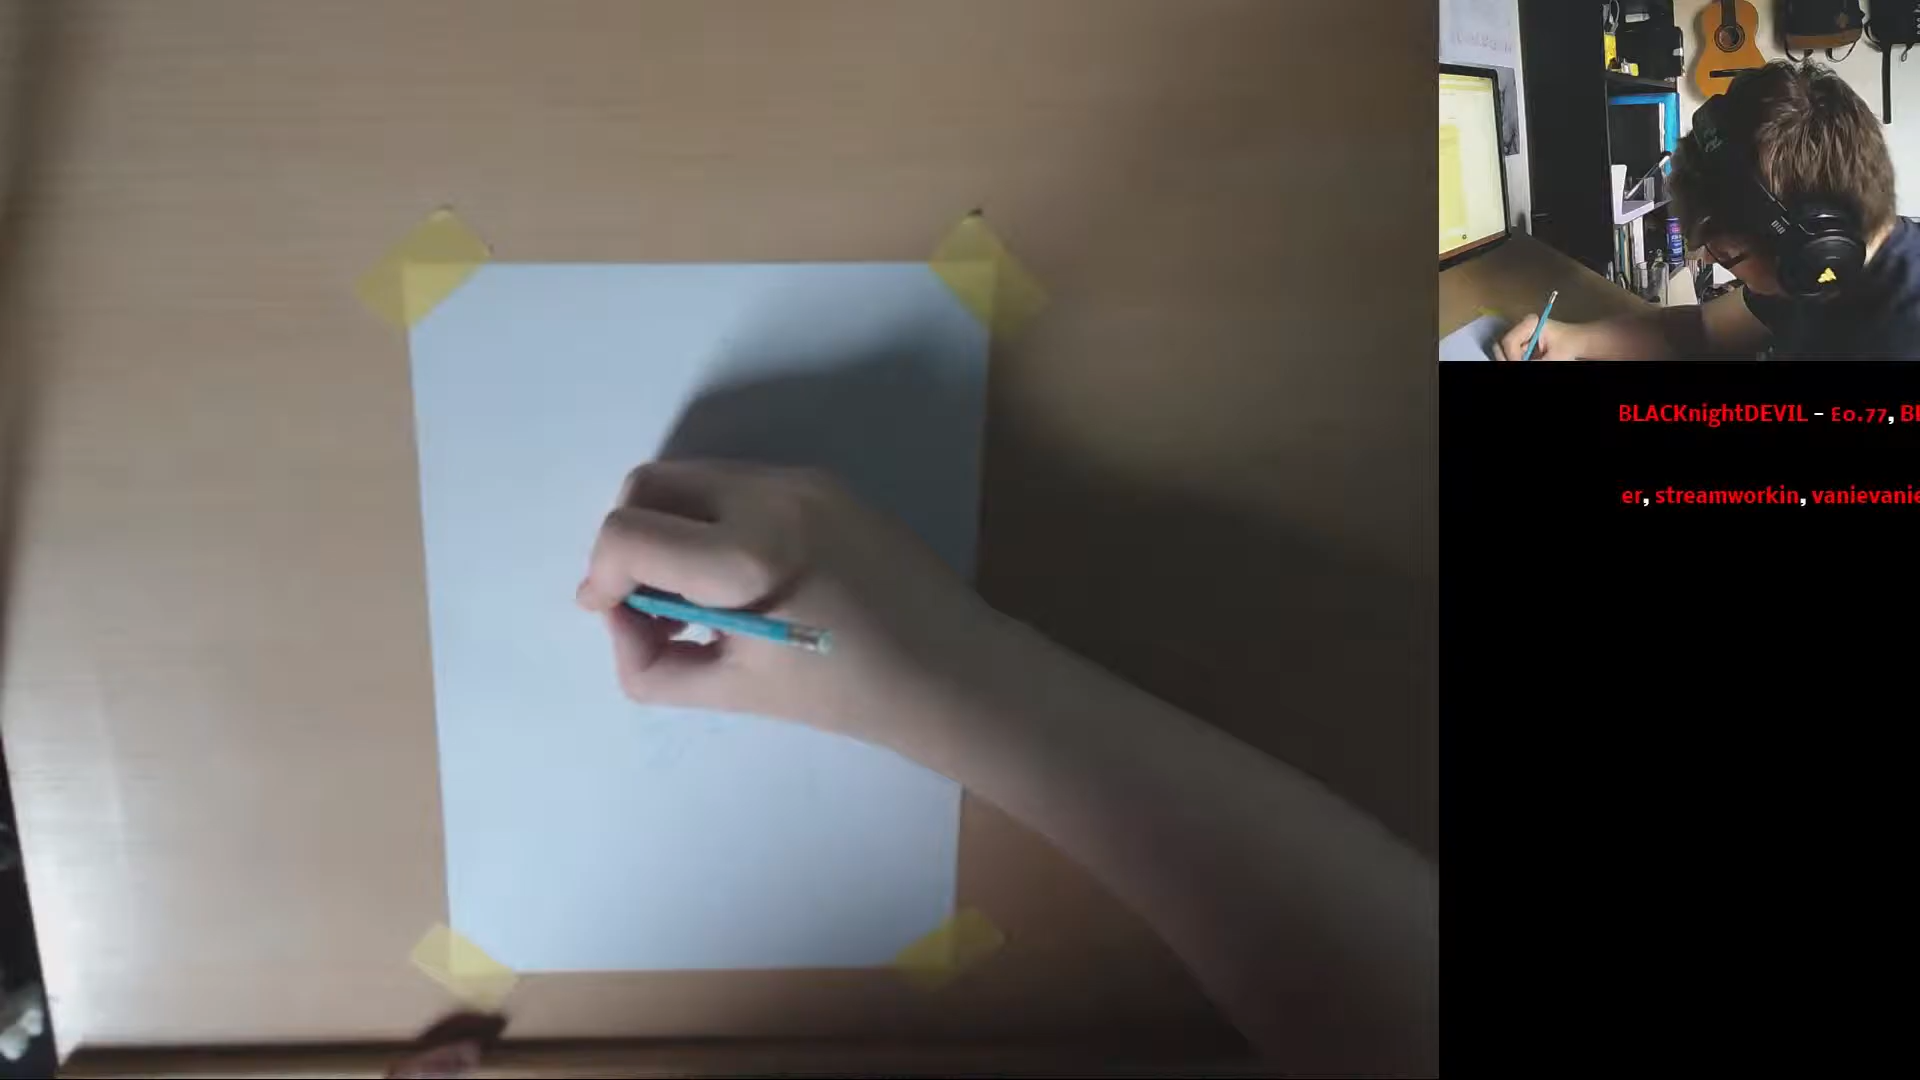 BLACKnightDEVIL - £0.77, Bl
er, streamworkin, vanievanie